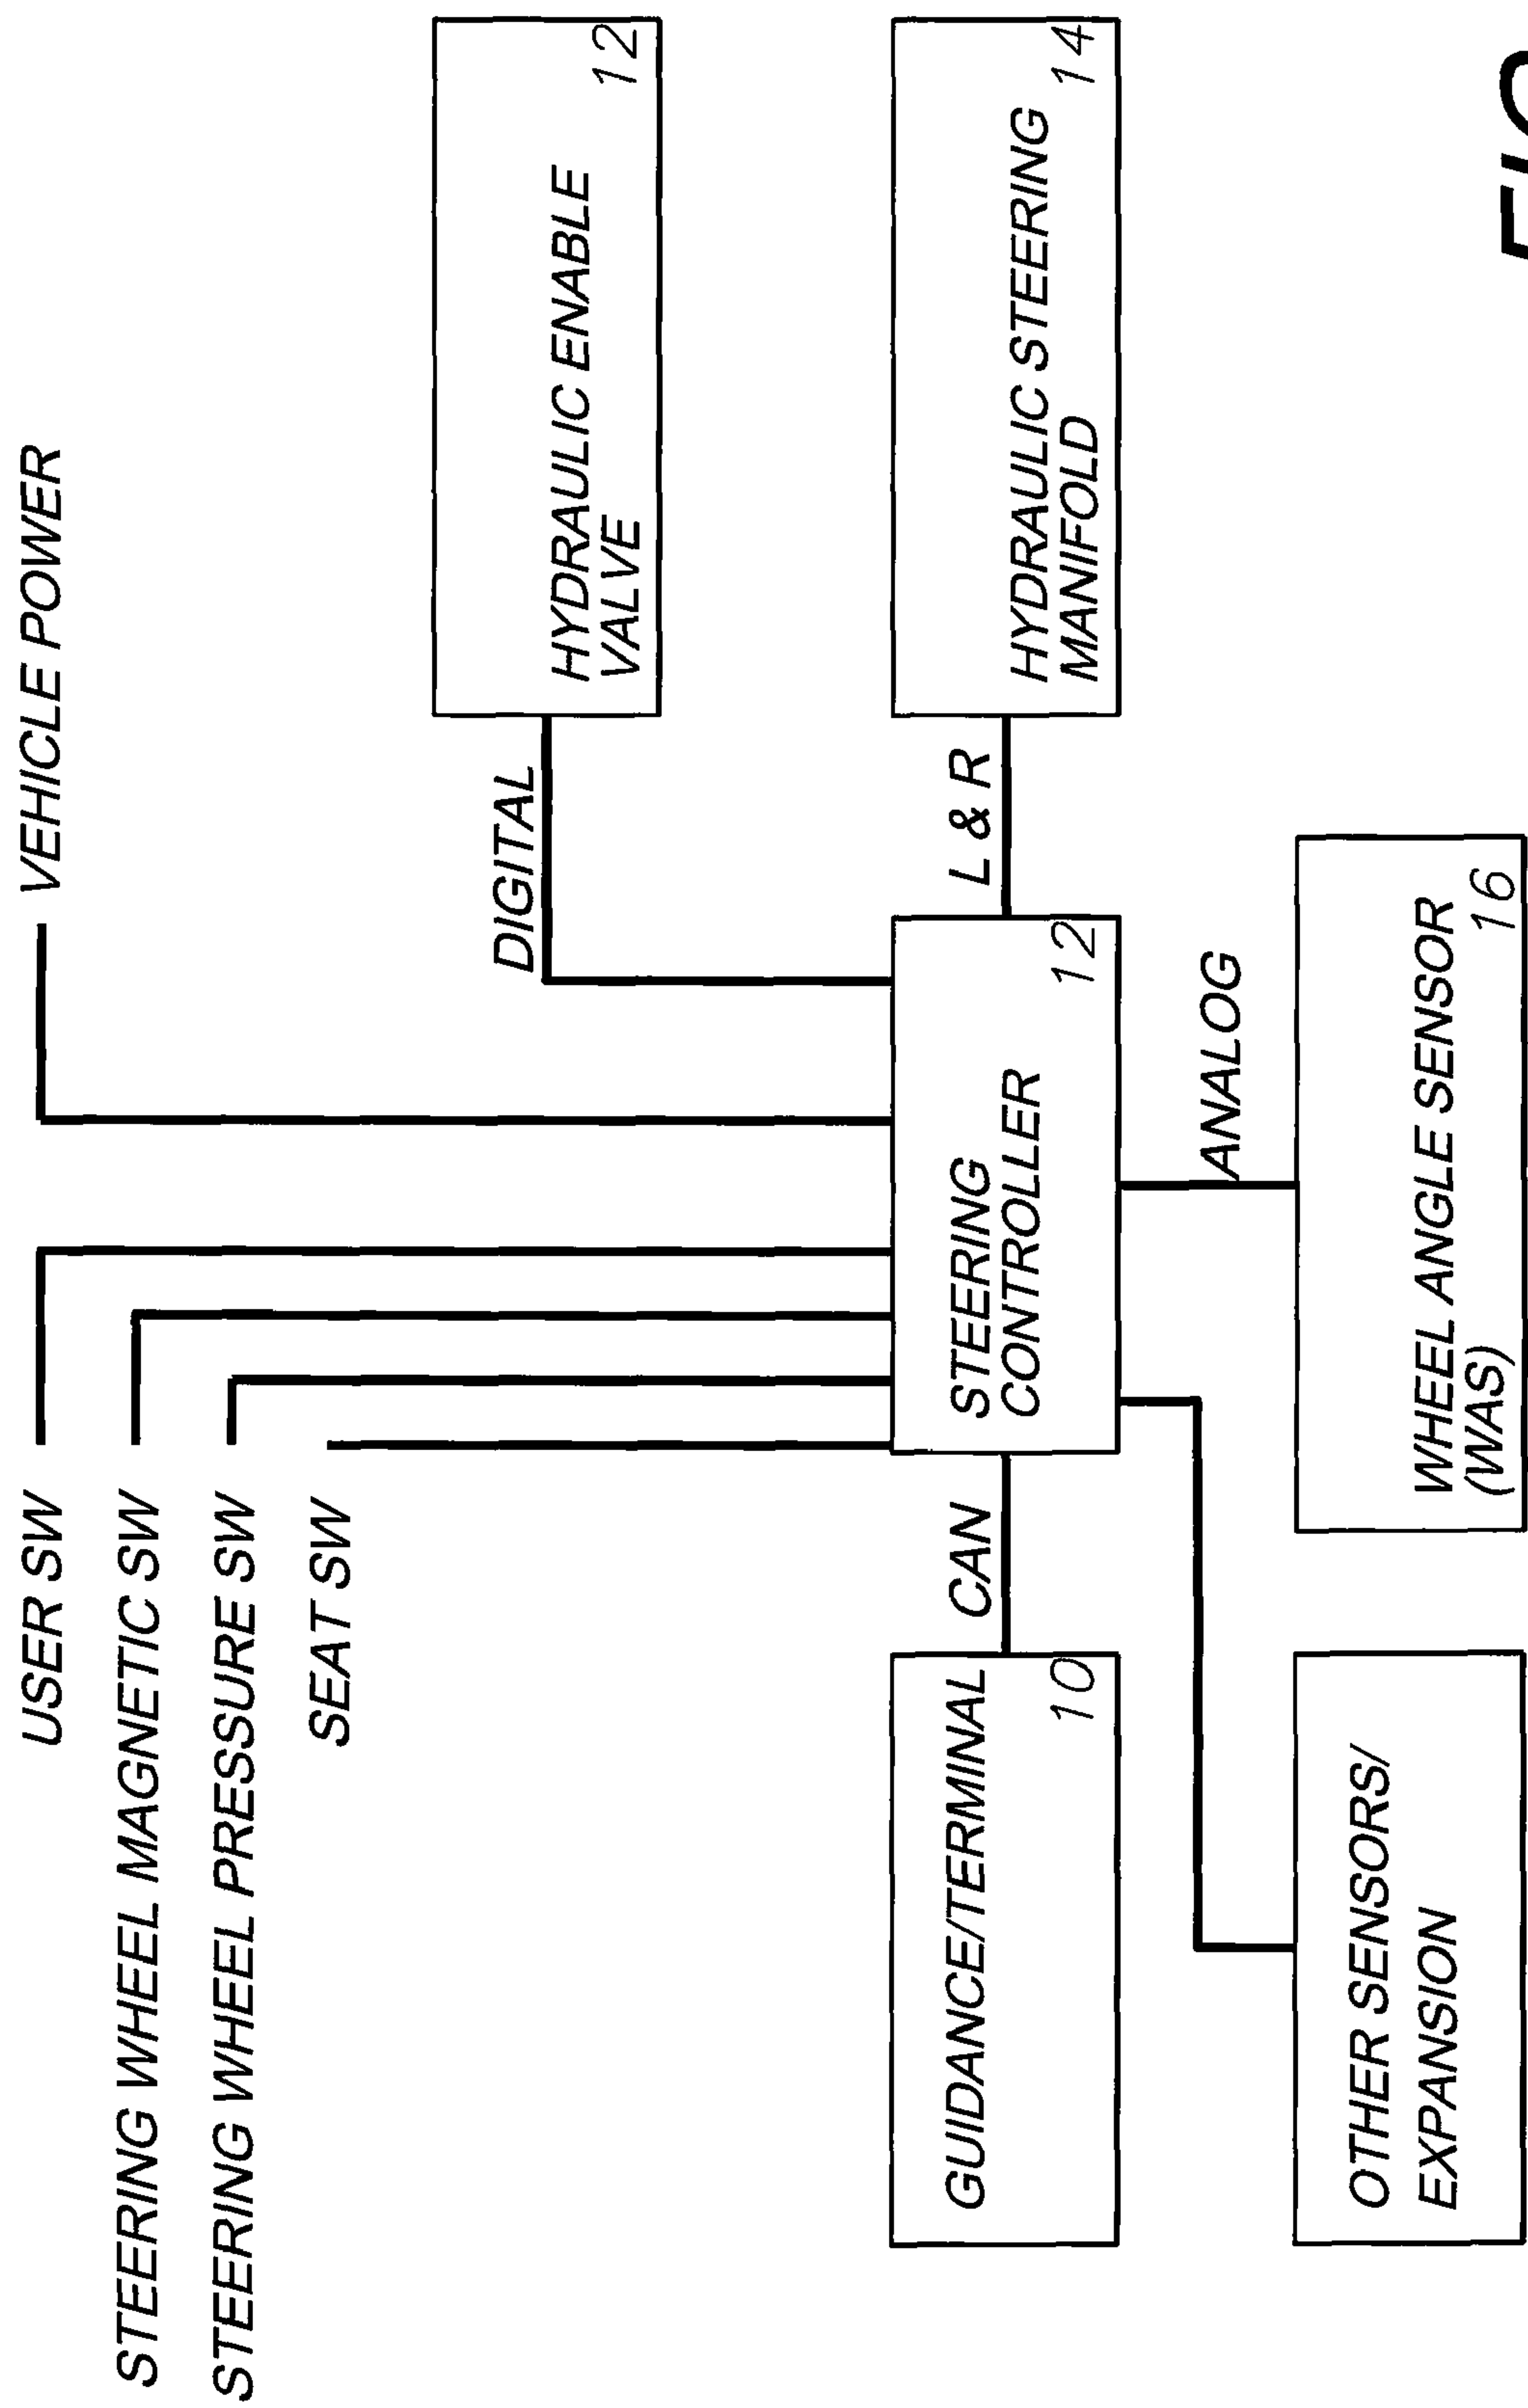 USER SW
VEHICLE POWER
STEERING WHEEL MAGNETIC SW
STEERING WHEEL PRESSURE SW
SEAT SW
DIGITAL
HYDRAULIC ENABLE
VALVE
12
GUIDANCE/TERMINAL
10
CAN
STEERING
CONTROLLER
12
L & R
HYDRAULIC STEERING
MANIFOLD
14
ANALOG
OTHER SENSORS/
EXPANSION
WHEEL ANGLE SENSOR
(WAS)
16